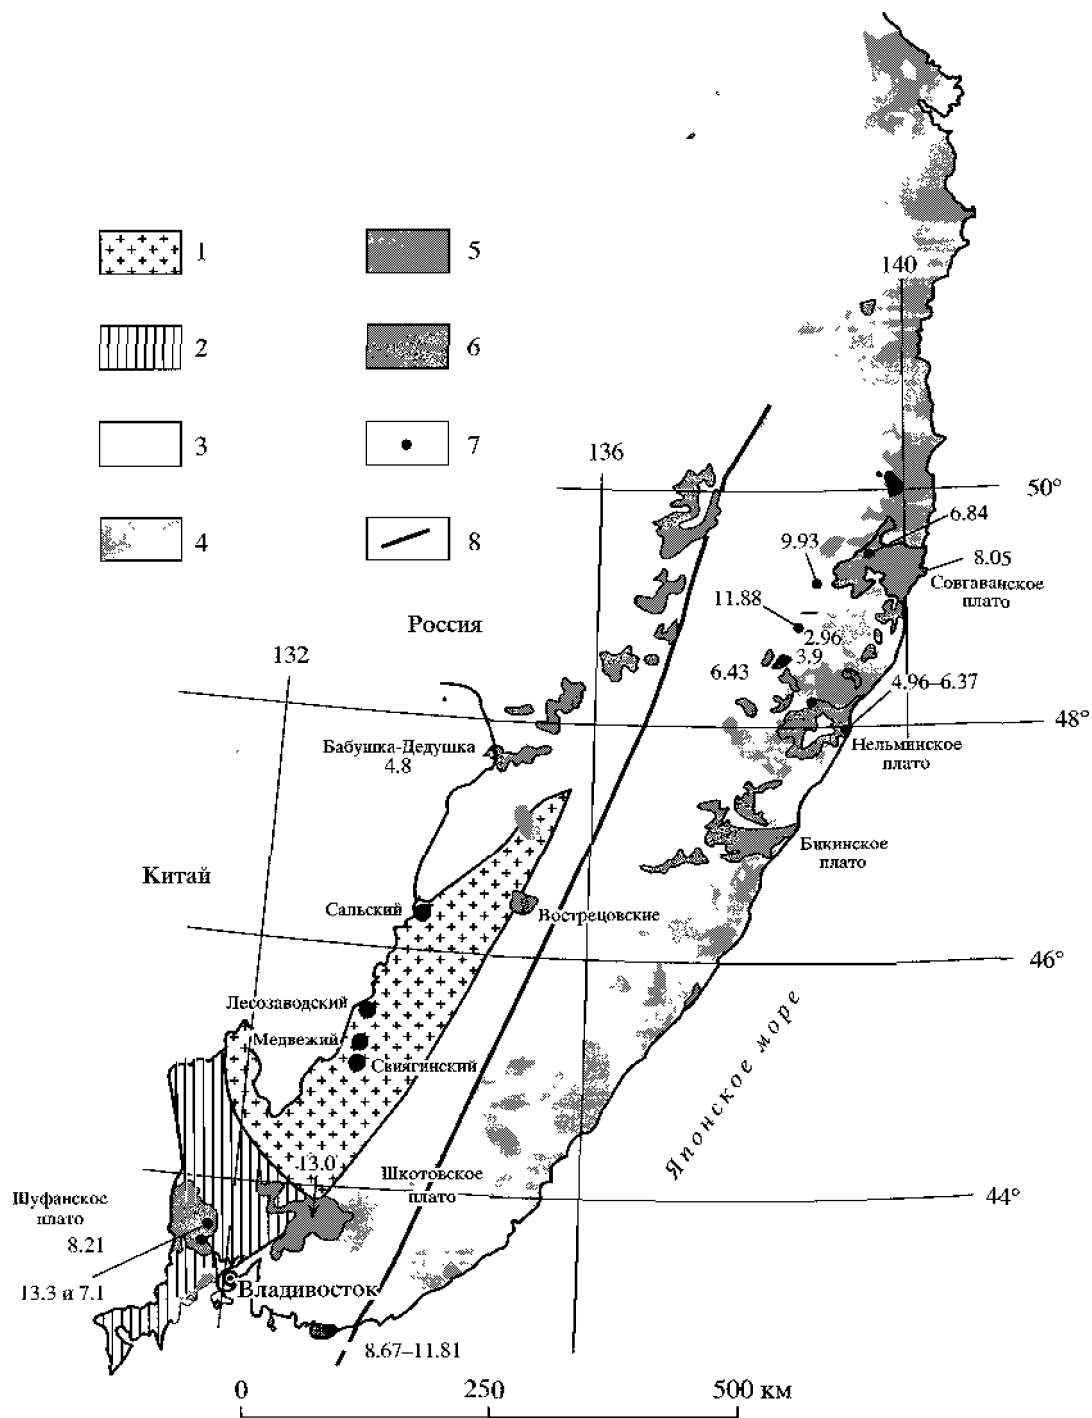 1
5
140
2
6
3
7
136
50°
4
8
6.84
9.93
8.05
Совгаванское
плато
11.88
Россия
2.96
132
3.9
6.43
4.96–6.37
48°
Бабушка-Дедушка
4.8
Нельминское
плато
Бикинское
плато
Китай
Сальский
Вострецовские
46°
Лесозаводский
Медвежий
Свиягинский
Японское море
13.0
Шкотовское
плато
Шуфанское
плато
44°
8.21
13.3 и 7.1
Владивосток
8.67–11.81
0
250
500 км